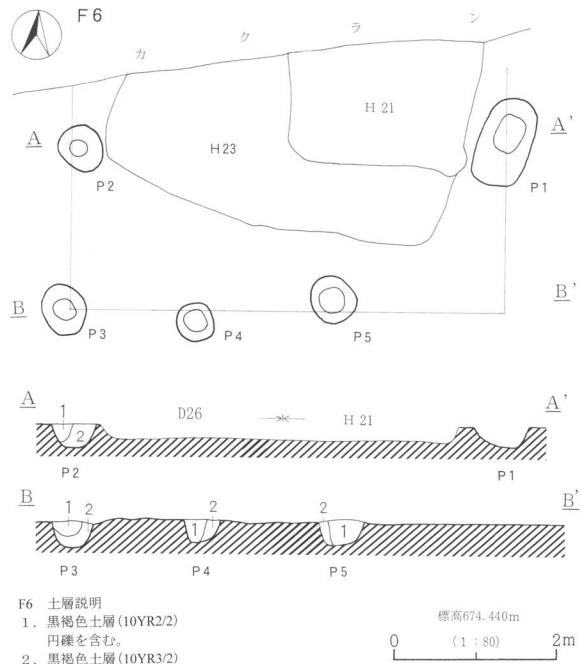 F6
カクラン
H 21
A
A'
H23
P2
P1
B
B'
P3
P4
P5
A
D26
H 21
A'
1
2
P2
P1
B
B'
1
2
2
1
2
1
P3
P4
P5
F6 土層説明
1. 黒褐色土層(10YR2/2)
円礫を含む。
2. 黒褐色土層(10YR3/2)
標高674.440m
0 (1:80) 2m